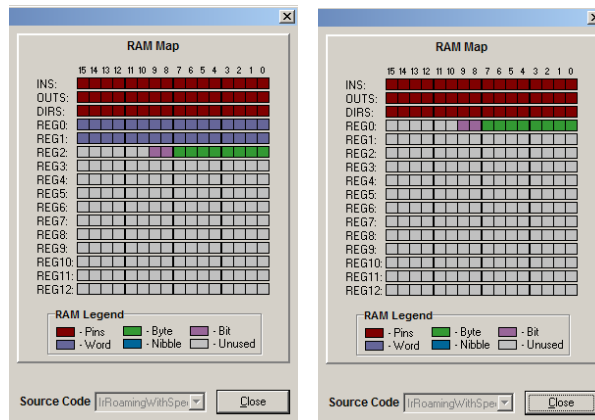 RAM Map
15 14 13 12 11 10 9 8 7 6 5 4 3 2 1 0
INS:
OUTS:
DIRS:
REG0:
REG1:
REG2:
REG3:
REG4:
REG5:
REG6:
REG7:
REG8:
REG9:
REG10:
REG11:
REG12:
RAM Legend
- Pins - Byte - Bit
- Word - Nibble - Unused
Source Code IrRoamingWithSpe Close
RAM Map
15 14 13 12 11 10 9 8 7 6 5 4 3 2 1 0
INS:
OUTS:
DIRS:
REG0:
REG1:
REG2:
REG3:
REG4:
REG5:
REG6:
REG7:
REG8:
REG9:
REG10:
REG11:
REG12:
RAM Legend
- Pins - Byte - Bit
- Word - Nibble - Unused
Source Code IrRoamingWithSpe Close